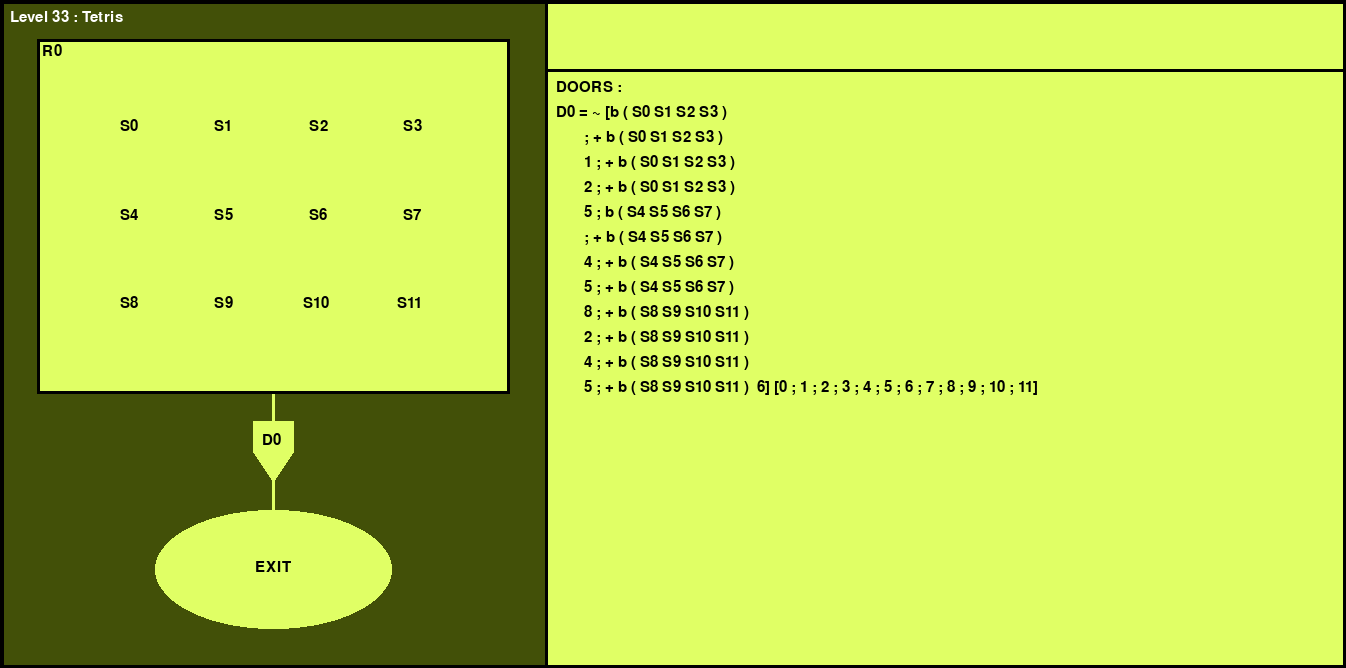 Level 33 : Tetris
R0
S0 S1 S2 S3
S4 S5 S6 S7
S8 S9 S10 S11
D0
EXIT
DOORS :
D0 = ~ [b ( S0 S1 S2 S3 )
; + b ( S0 S1 S2 S3 )
1 ; + b ( S0 S1 S2 S3 )
2 ; + b ( S0 S1 S2 S3 )
5 ; b ( S4 S5 S6 S7 )
; + b ( S4 S5 S6 S7 )
4 ; + b ( S4 S5 S6 S7 )
5 ; + b ( S4 S5 S6 S7 )
8 ; + b ( S8 S9 S10 S11 )
2 ; + b ( S8 S9 S10 S11 )
4 ; + b ( S8 S9 S10 S11 )
5 ; + b ( S8 S9 S10 S11 ) 6] [0 ; 1 ; 2 ; 3 ; 4 ; 5 ; 6 ; 7 ; 8 ; 9 ; 10 ; 11]